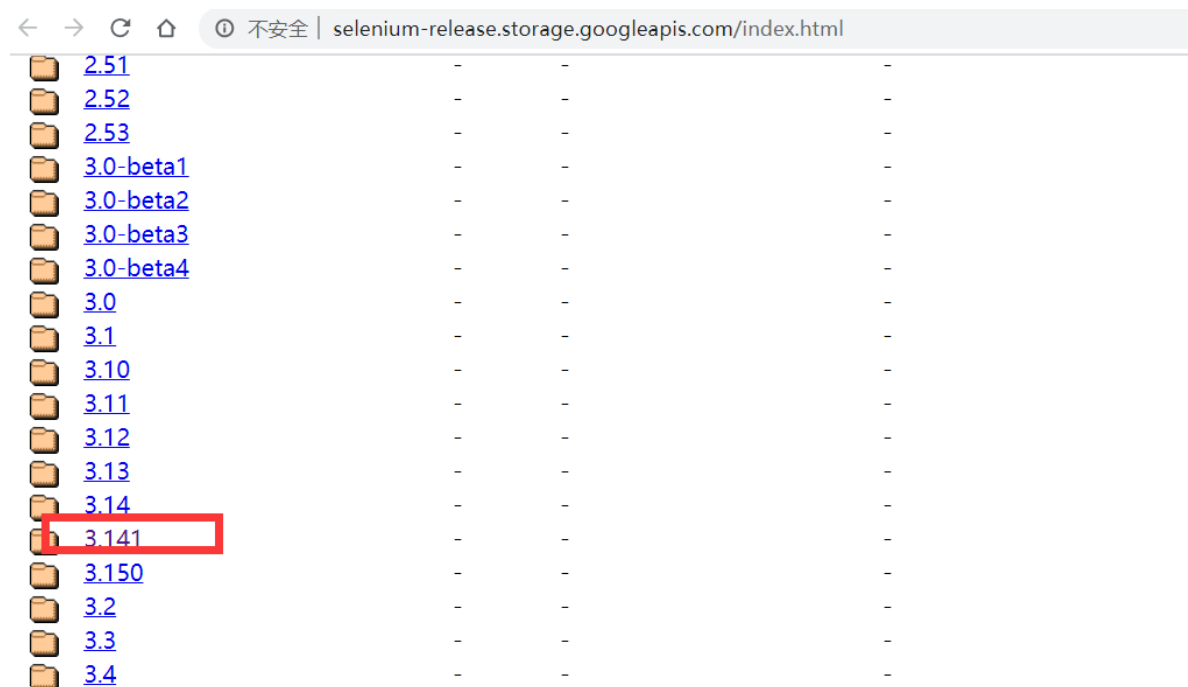 不安全 | selenium-release.storage.googleapis.com/index.html
2.51 - - -
2.52 - - -
2.53 - - -
3.0-beta1 - - -
3.0-beta2 - - -
3.0-beta3 - - -
3.0-beta4 - - -
3.0 - - -
3.1 - - -
3.10 - - -
3.11 - - -
3.12 - - -
3.13 - - -
3.14 - - -
3.141 - - -
3.150 - - -
3.2 - - -
3.3 - - -
3.4 - - -